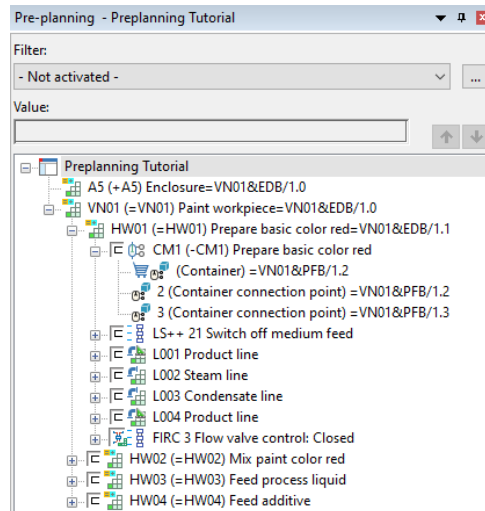 Pre-planning - Preplanning Tutorial
Filter:
- Not activated -
...
Value:
Preplanning Tutorial
A5 (+A5) Enclosure=VN01&EDB/1.0
VN01 (=VN01) Paint workpiece=VN01&EDB/1.0
HW01 (=HW01) Prepare basic color red=VN01&EDB/1.1
CM1 (-CM1) Prepare basic color red
(Container) =VN01&PFB/1.2
2 (Container connection point) =VN01&PFB/1.2
3 (Container connection point) =VN01&PFB/1.3
LS++ 21 Switch off medium feed
L001 Product line
L002 Steam line
L003 Condensate line
L004 Product line
FIRC 3 Flow valve control: Closed
HW02 (=HW02) Mix paint color red
HW03 (=HW03) Feed process liquid
HW04 (=HW04) Feed additive